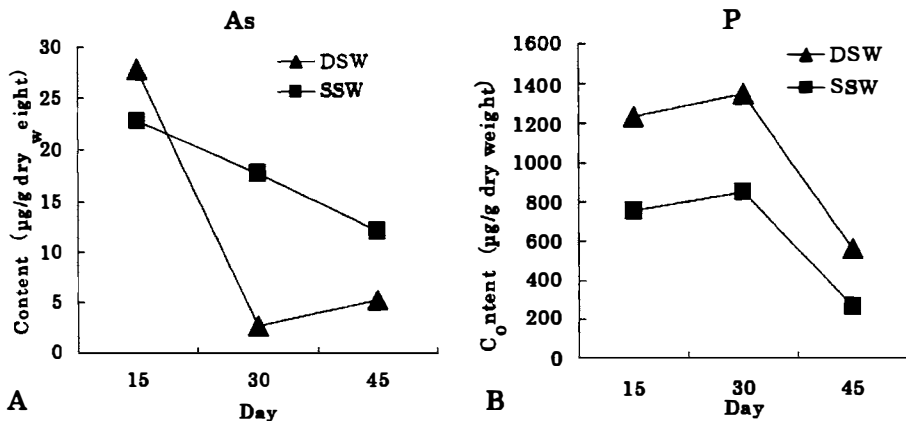 As
30
25
20
15
10
5
0
Content (μg/g dry weight)
DSW
SSW
15 30 45
Day
A
P
1600
1400
1200
1000
800
600
400
200
0
Content (μg/g dry weight)
DSW
SSW
15 30 45
Day
B